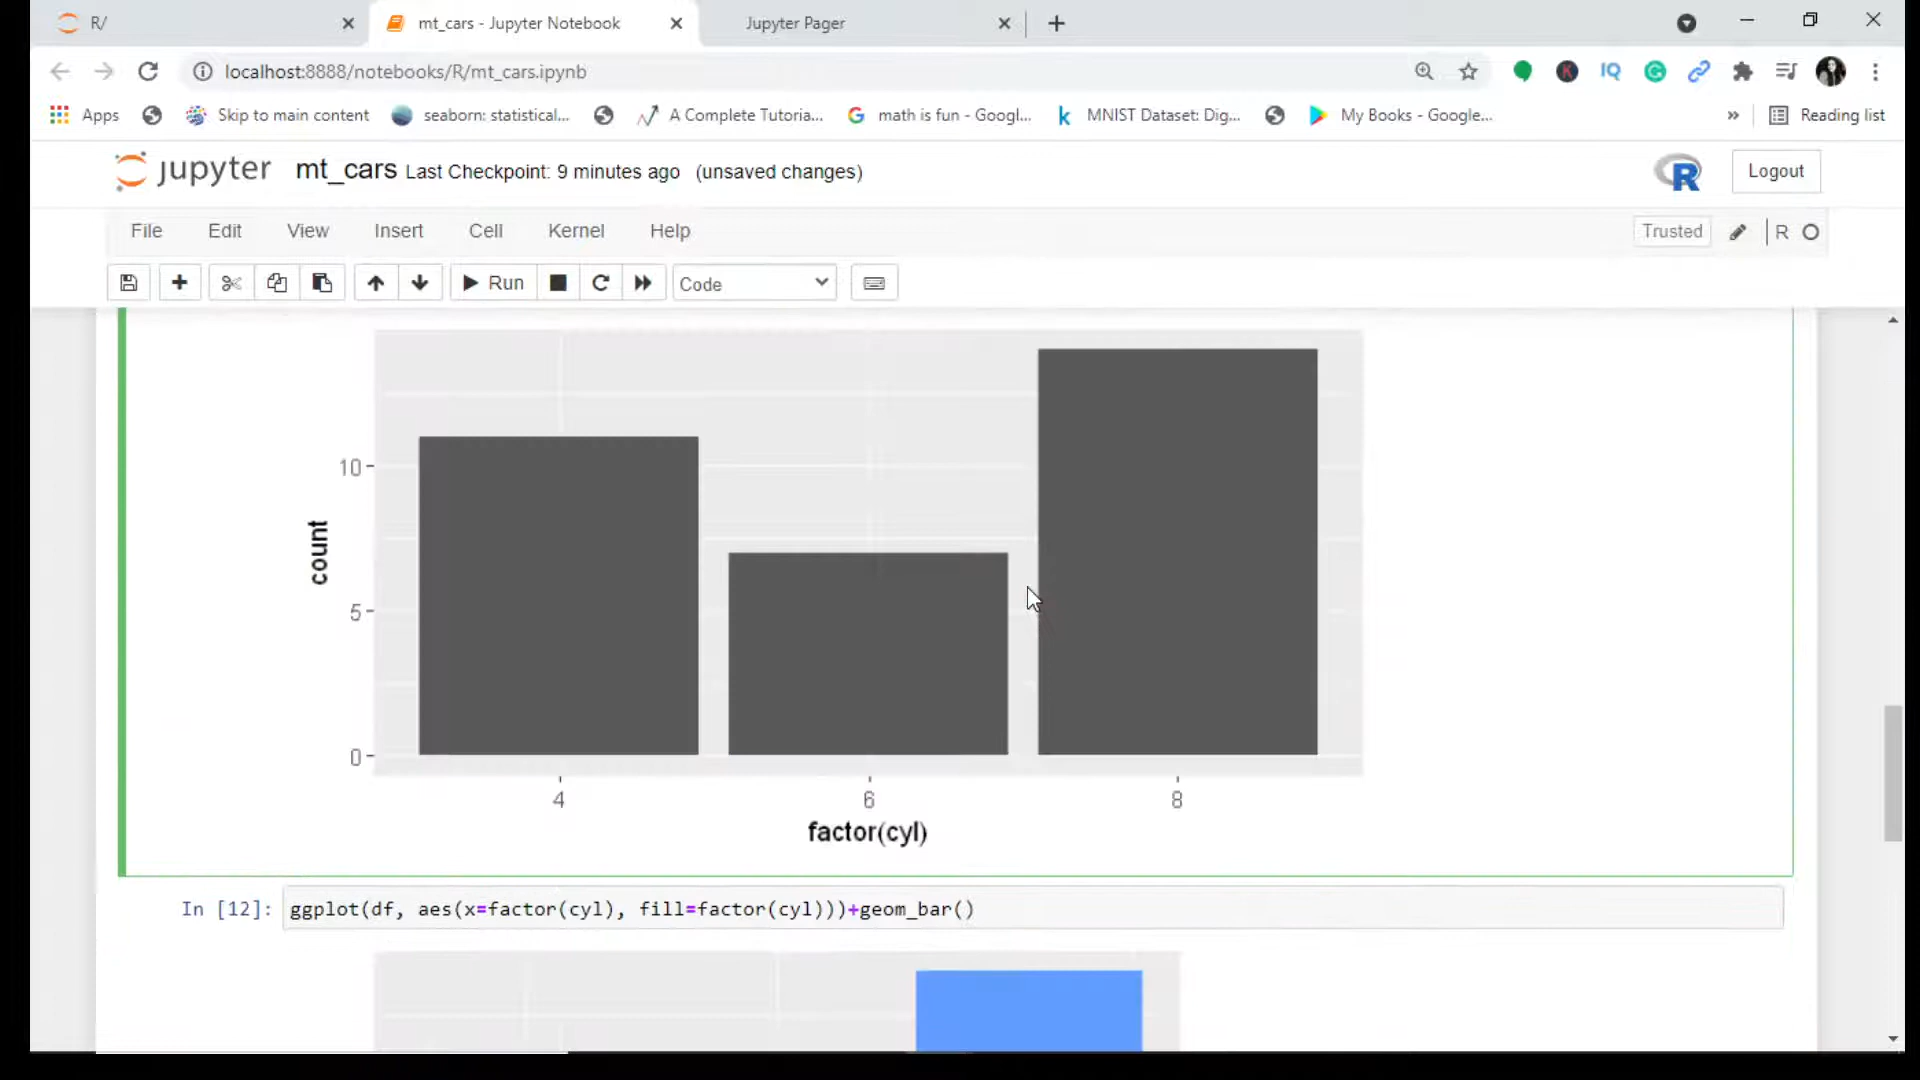 R/
mt_cars - Jupyter Notebook
Jupyter Pager
localhost:8888/notebooks/R/mt_cars.ipynb
IQ
Apps
Skip to main content
seaborn: statistical...
A Complete Tutoria...
math is fun - Googl...
MNIST Dataset: Dig...
My Books - Google...
Reading list
jupyter
mt_cars Last Checkpoint: 9 minutes ago (unsaved changes)
R
Logout
File Edit View Insert Cell Kernel Help
Trusted
R
Run
Code
10
5
0
count
4
6
8
factor(cyl)
In [12]: ggplot(df, aes(x=factor(cyl), fill=factor(cyl)))+geom_bar()